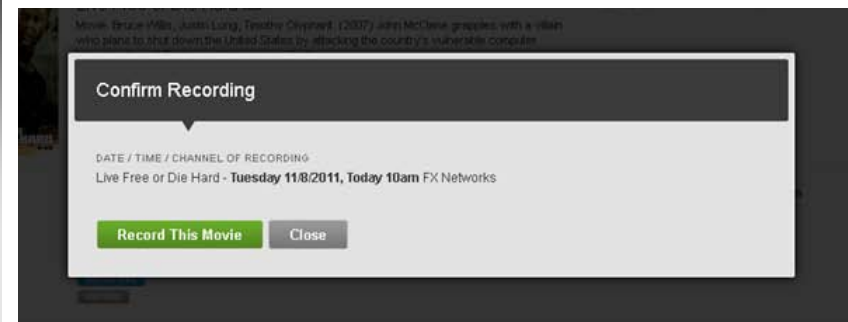 Movie. Bruce Willis, Justin Long, Timothy Olyphant. (2007) John McClane grapples with a villain
who plans to shut down the United States by attacking the country's vulnerable computer
Confirm Recording
DATE / TIME / CHANNEL OF RECORDING
Live Free or Die Hard - Tuesday 11/8/2011, Today 10am FX Networks
Record This Movie
Close